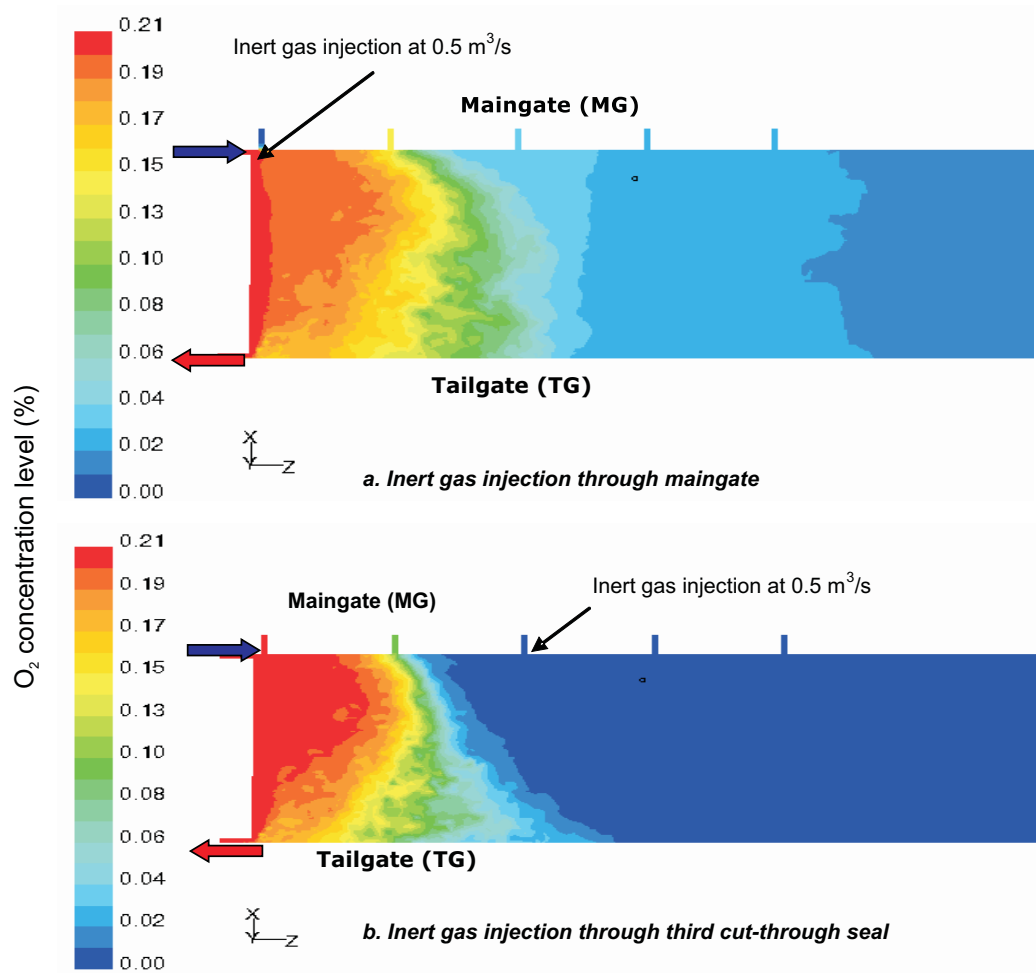 O₂ concentration level (%)
0.21
0.19
0.17
0.15
0.13
0.10
0.08
0.06
0.04
0.02
0.00
Inert gas injection at 0.5 m³/s
Maingate (MG)
Tailgate (TG)
X
Y Z
a. Inert gas injection through maingate
0.21
0.19
0.17
0.15
0.13
0.10
0.08
0.06
0.04
0.02
0.00
Inert gas injection at 0.5 m³/s
Maingate (MG)
Tailgate (TG)
X
Y Z
b. Inert gas injection through third cut-through seal